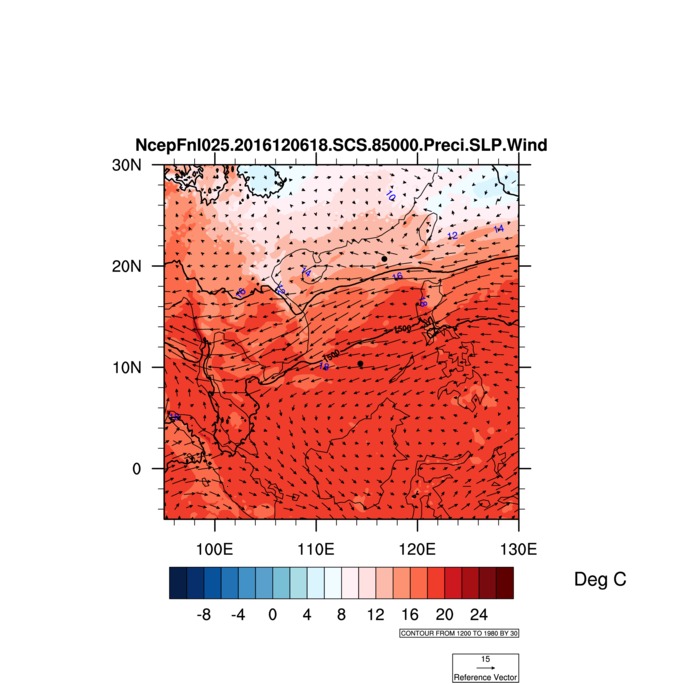 NcepFnl025.2016120618.SCS.85000.Preci.SLP.Wind
30N
10
12
14
20N
14
16
16
12
18
1500
1500
18
10N
0
100E
110E
120E
130E
Deg C
-8 -4 0 4 8 12 16 20 24
CONTOUR FROM 1200 TO 1980 BY 30
15
Reference Vector